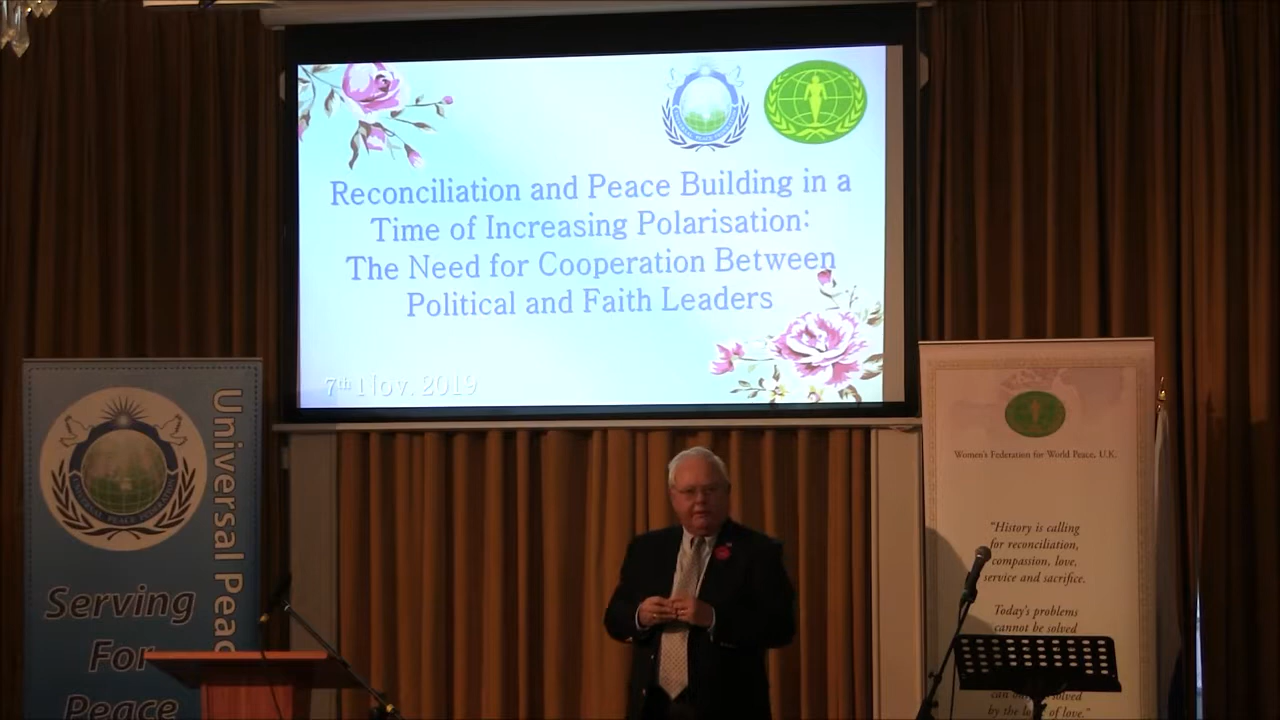 Reconciliation and Peace Building in a
Time of Increasing Polarisation:
The Need for Cooperation Between
Political and Faith Leaders
7th Nov. 2019
Universal Peac
Serving
For
Peace
Women's Federation for World Peace, U.K.
"History is calling
for reconciliation,
compassion, love,
service and sacrifice.
Today's problems
cannot be solved
can solved
by the of love."